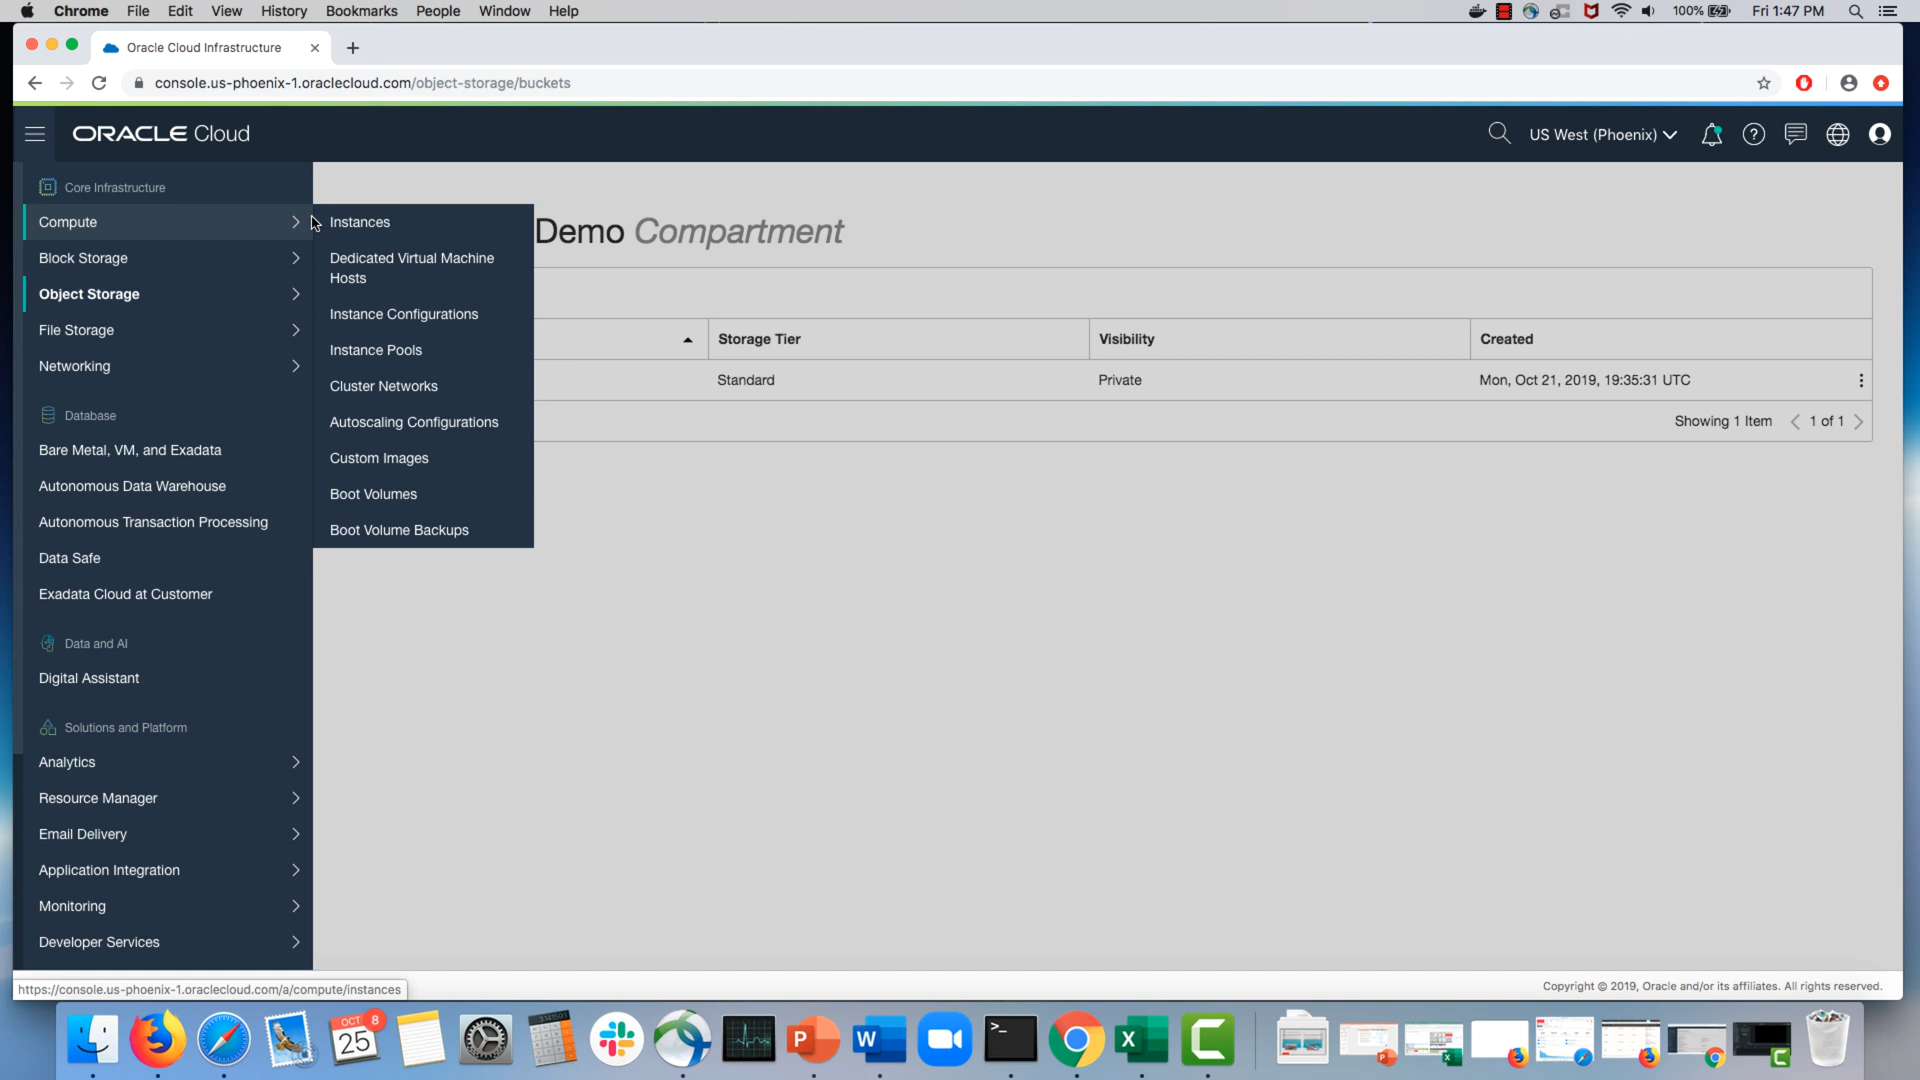 Chrome File Edit View History Bookmarks People Window Help 100% Fri 1:47 PM
Oracle Cloud Infrastructure
console.us-phoenix-1.oraclecloud.com/object-storage/buckets
ORACLE Cloud US West (Phoenix)
Core Infrastructure
Compute
Block Storage
Object Storage
File Storage
Networking
Database
Bare Metal, VM, and Exadata
Autonomous Data Warehouse
Autonomous Transaction Processing
Data Safe
Exadata Cloud at Customer
Data and AI
Digital Assistant
Solutions and Platform
Analytics
Resource Manager
Email Delivery
Application Integration
Monitoring
Developer Services
Instances
Dedicated Virtual Machine
Hosts
Instance Configurations
Instance Pools
Cluster Networks
Autoscaling Configurations
Custom Images
Boot Volumes
Boot Volume Backups
Demo Compartment
Storage Tier Visibility Created
Standard Private Mon, Oct 21, 2019, 19:35:31 UTC
Showing 1 Item 1 of 1
https://console.us-phoenix-1.oraclecloud.com/a/compute/instances
Copyright © 2019, Oracle and/or its affiliates. All rights reserved.
OCT 8
25